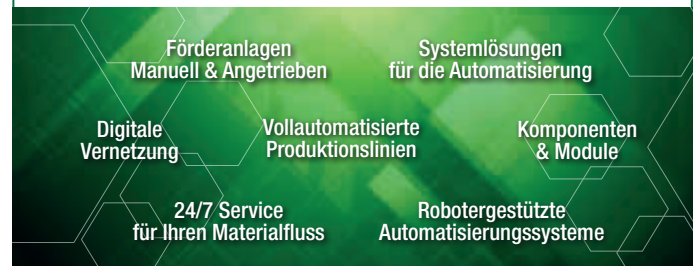 Förderanlagen
Manuell & Angetrieben
Systemlösungen
für die Automatisierung
Digitale
Vernetzung
Vollautomatisierte
Produktionslinien
Komponenten
& Module
24/7 Service
für Ihren Materialfluss
Robotergestützte
Automatisierungssysteme